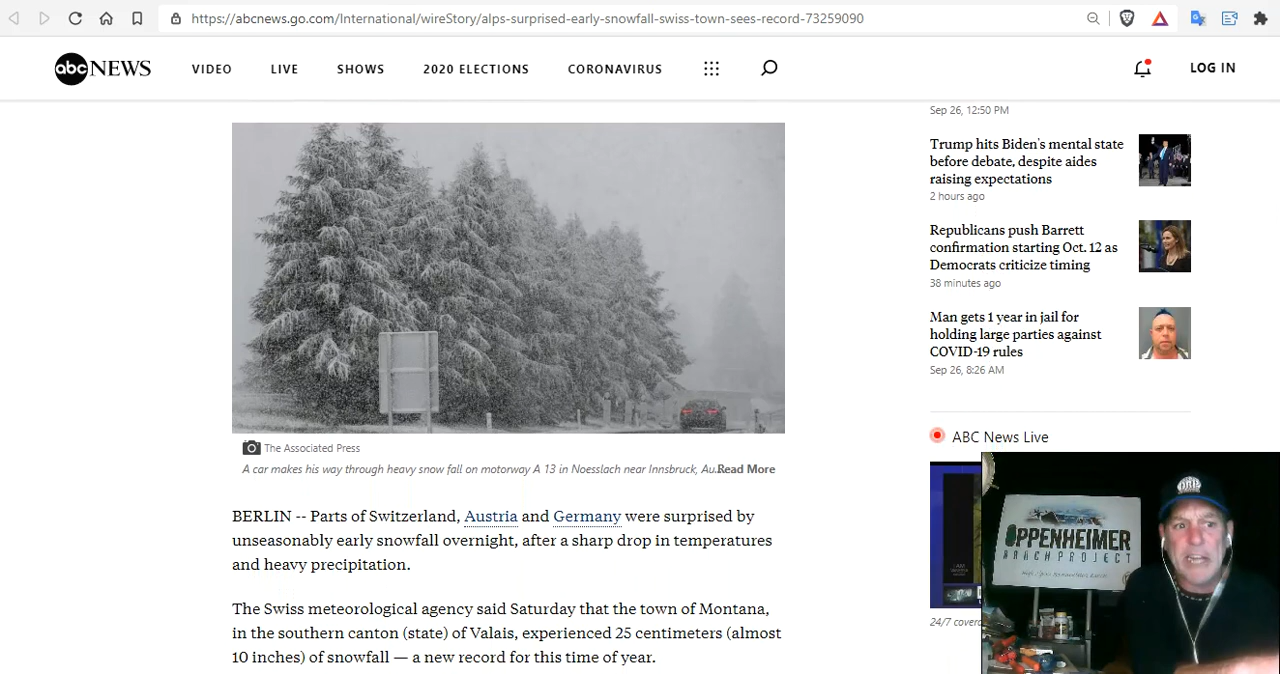 https://abcnews.go.com/International/wireStory/alps-surprised-early-snowfall-swiss-town-sees-record-73259090
abc NEWS VIDEO LIVE SHOWS 2020 ELECTIONS CORONAVIRUS LOG IN
The Associated Press
A car makes his way through heavy snow fall on motorway A 13 in Noesslach near Innsbruck, Au...Read More
BERLIN -- Parts of Switzerland, Austria and Germany were surprised by
unseasonably early snowfall overnight, after a sharp drop in temperatures
and heavy precipitation.
The Swiss meteorological agency said Saturday that the town of Montana,
in the southern canton (state) of Valais, experienced 25 centimeters (almost
10 inches) of snowfall — a new record for this time of year.
Sep 26, 12:50 PM
Trump hits Biden's mental state
before debate, despite aides
raising expectations
2 hours ago
Republicans push Barrett
confirmation starting Oct. 12 as
Democrats criticize timing
38 minutes ago
Man gets 1 year in jail for
holding large parties against
COVID-19 rules
Sep 26, 8:26 AM
ABC News Live
24/7 covera
OPPENHEIMER
RANCH PROJECT